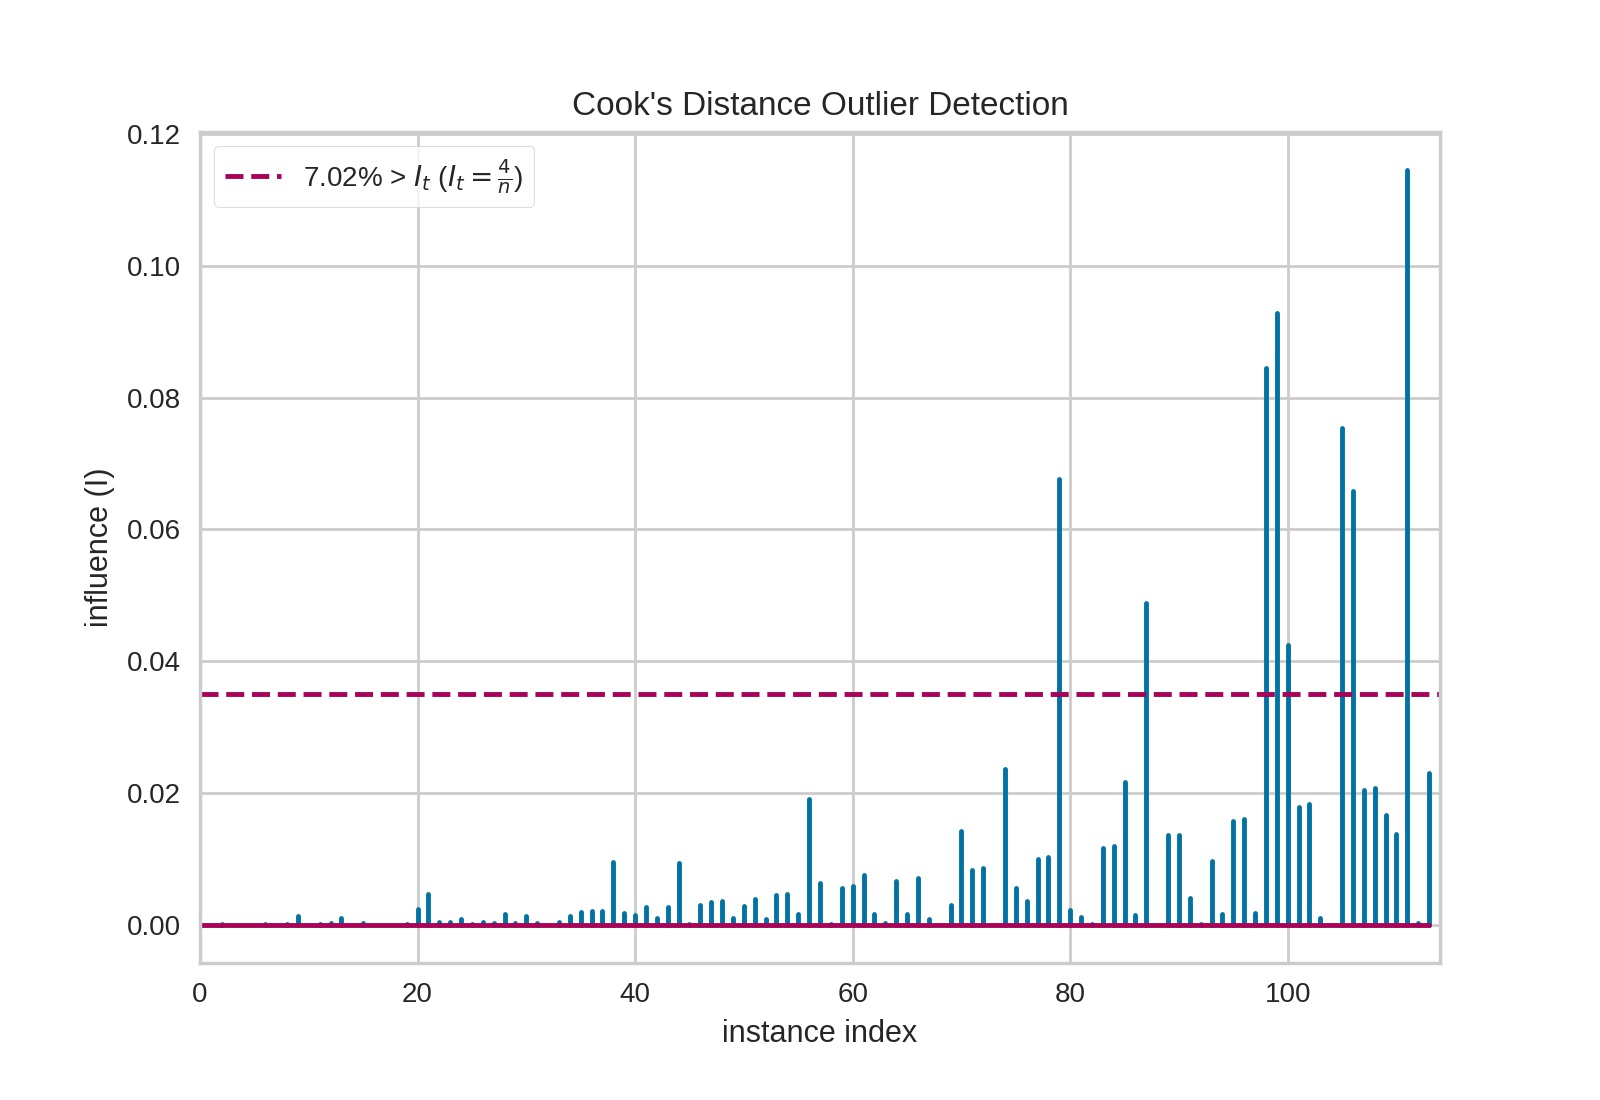 Cook's Distance Outlier Detection
7.02% > I_t (I_t = 4/n)
0.12
0.10
0.08
0.06
0.04
0.02
0.00
influence (I)
0 20 40 60 80 100
instance index